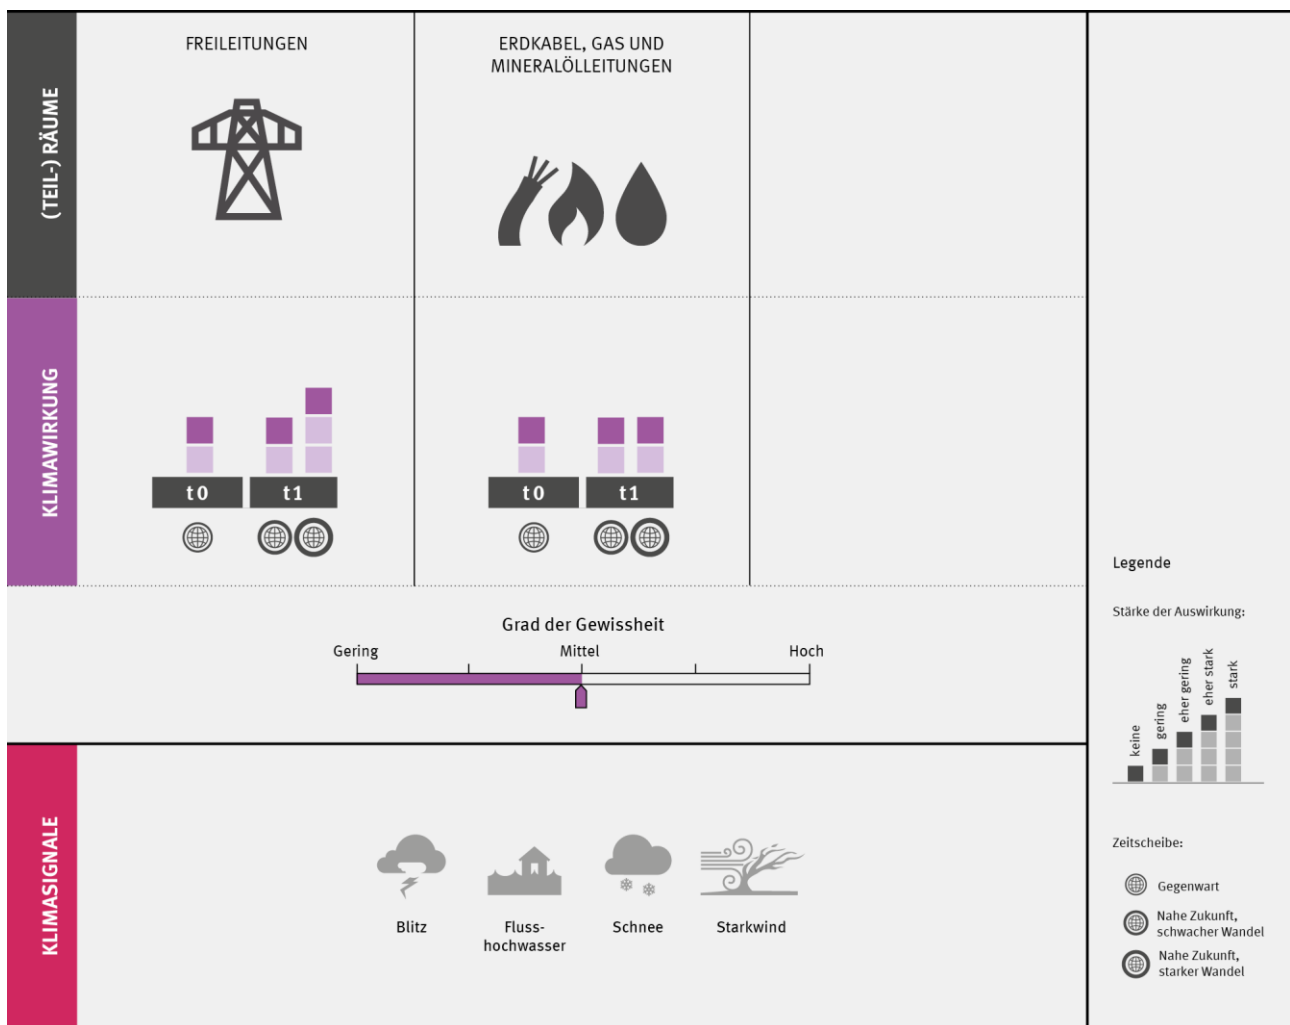 (TEIL-) RÄUME
FREILEITUNGEN
ERDKABEL, GAS UND
MINERALÖLLEITUNGEN
KLIMAWIRKUNG
t0
t1
t0
t1
Grad der Gewissheit
Gering
Mittel
Hoch
KLIMASIGNALE
Blitz
Fluss-
hochwasser
Schnee
Starkwind
Legende
Stärke der Auswirkung:
keine
gering
eher gering
eher stark
stark
Zeitscheibe:
Gegenwart
Nahe Zukunft,
schwacher Wandel
Nahe Zukunft,
starker Wandel